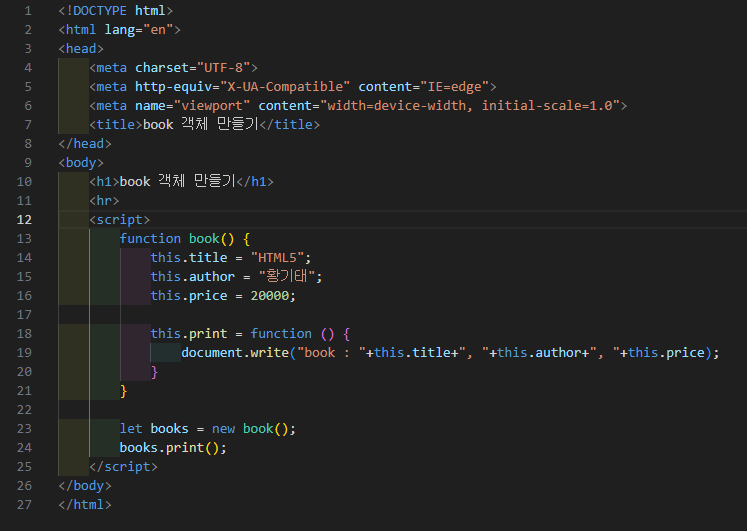 1 <!DOCTYPE html>
2 <html lang="en">
3 <head>
4     <meta charset="UTF-8">
5     <meta http-equiv="X-UA-Compatible" content="IE=edge">
6     <meta name="viewport" content="width=device-width, initial-scale=1.0">
7     <title>book 객체 만들기</title>
8 </head>
9 <body>
10     <h1>book 객체 만들기</h1>
11     <hr>
12     <script>
13         function book() {
14             this.title = "HTML5";
15             this.author = "황기태";
16             this.price = 20000;
17
18             this.print = function () {
19                 document.write("book : "+this.title+", "+this.author+", "+this.price);
20             }
21         }
22
23         let books = new book();
24         books.print();
25     </script>
26 </body>
27 </html>